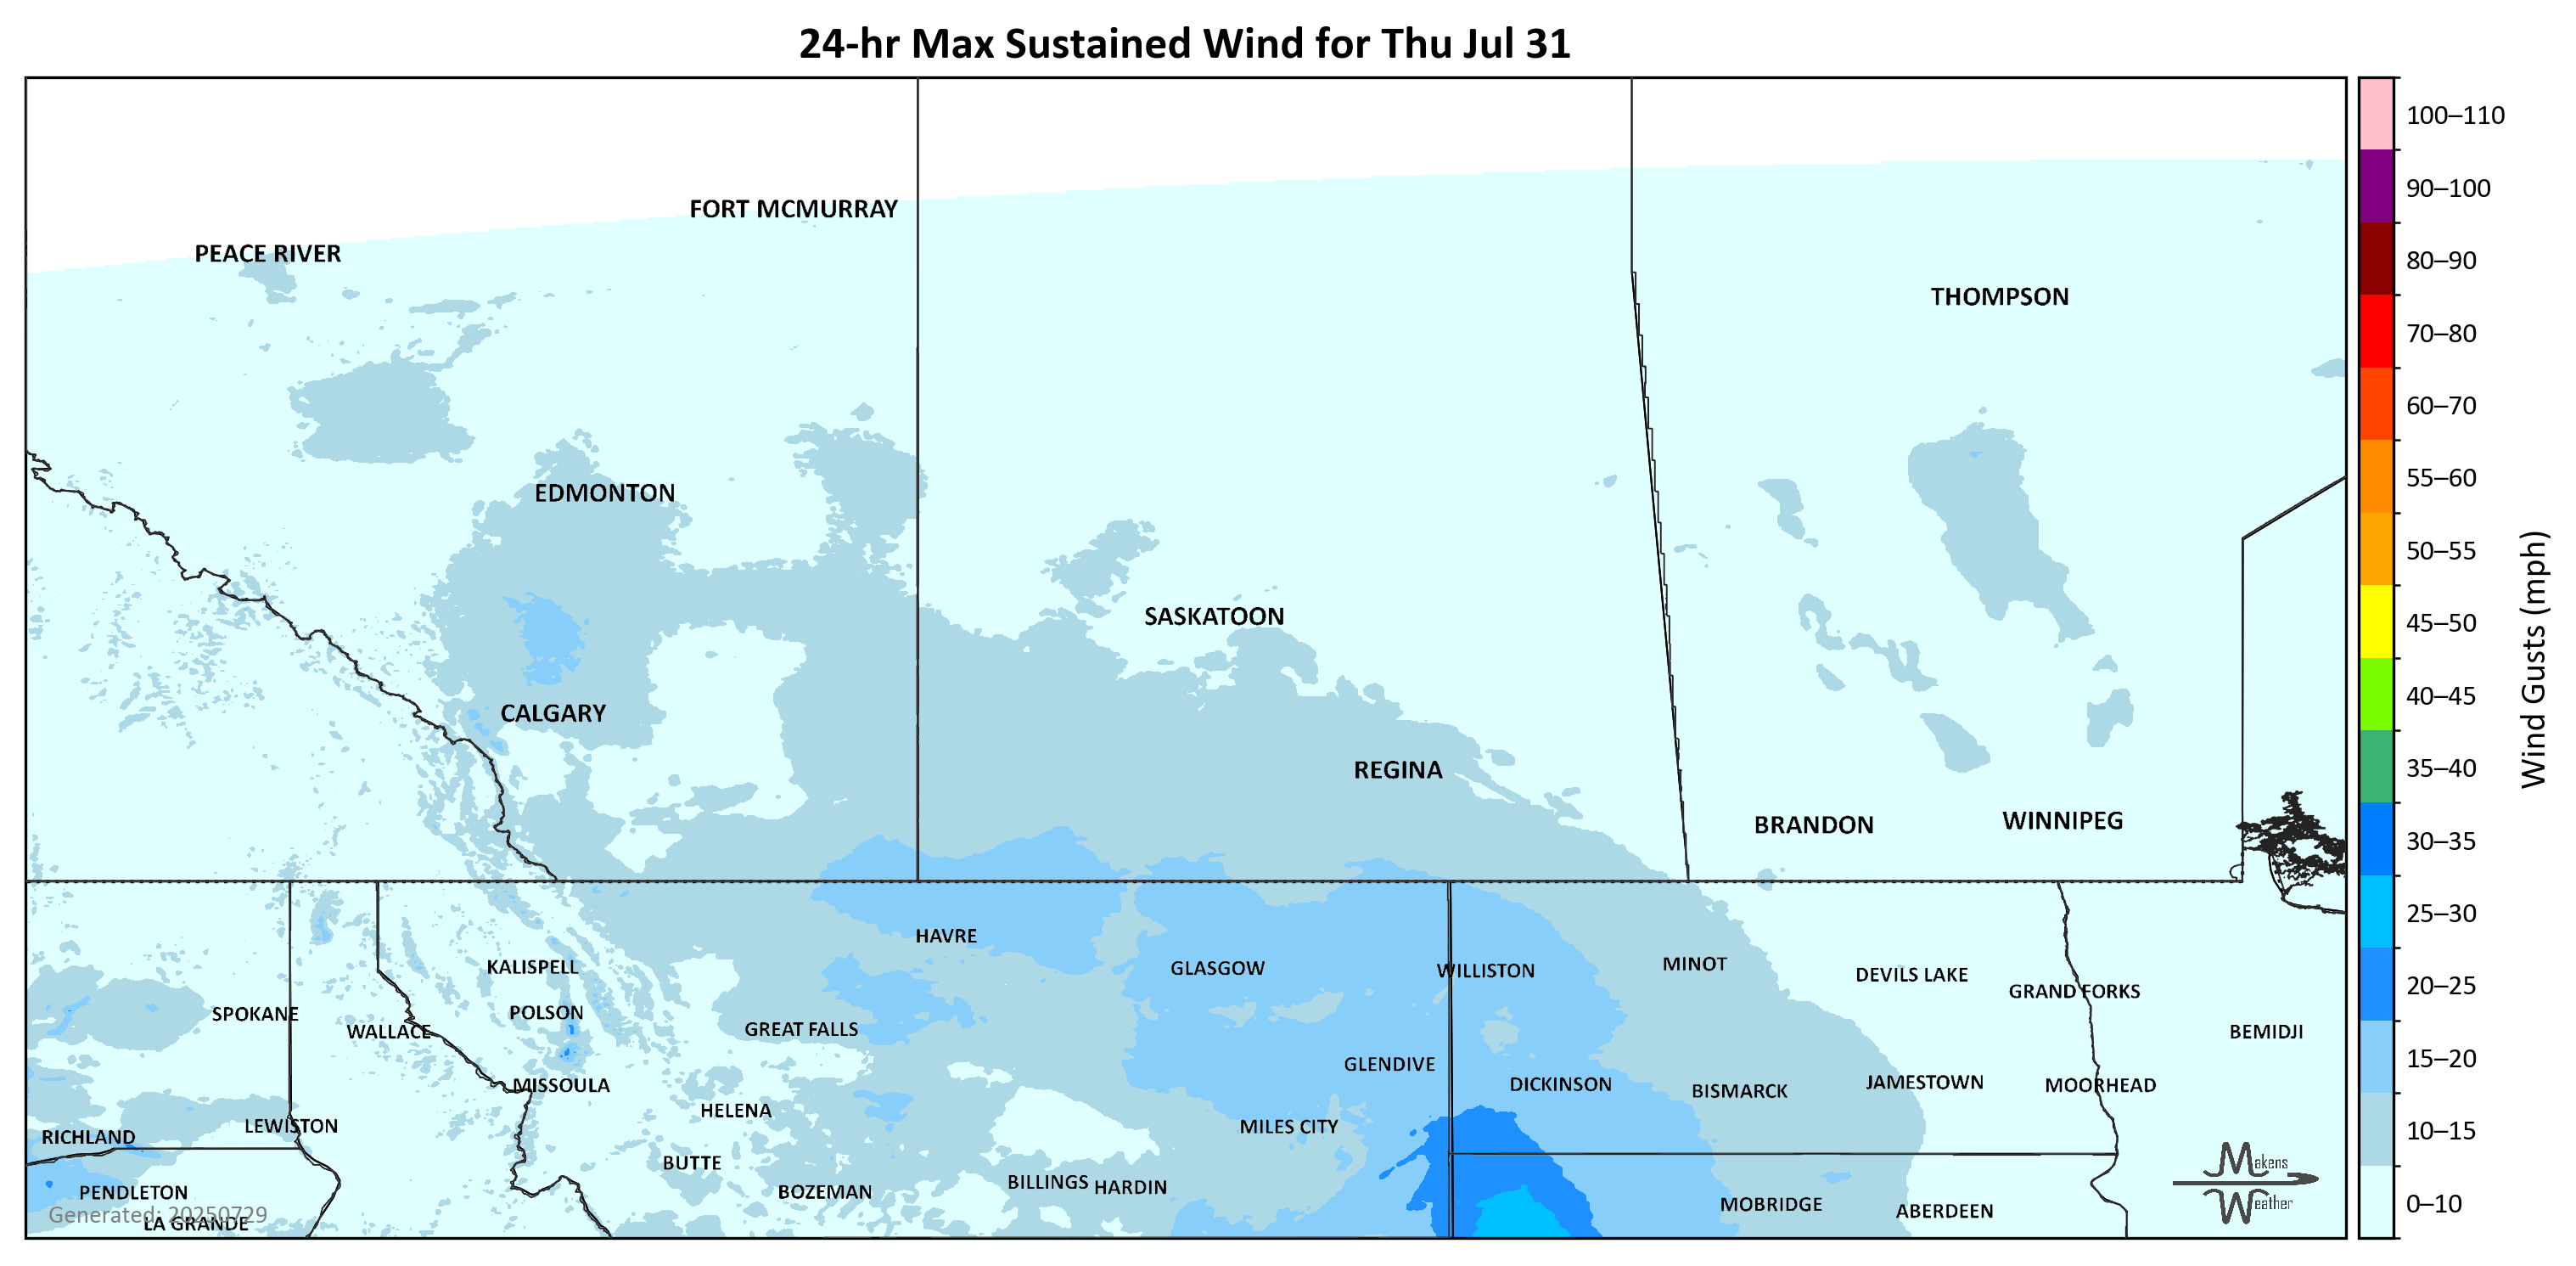 24-hr Max Sustained Wind for Thu Jul 31
FORT MCMURRAY
PEACE RIVER
THOMPSON
EDMONTON
SASKATOON
CALGARY
REGINA
BRANDON
WINNIPEG
HAVRE
KALISPELL
GLASGOW
WILLISTON
MINOT
DEVILS LAKE
GRAND FORKS
SPOKANE
POLSON
WALLACE
GREAT FALLS
BEMIDJI
GLENDIVE
MISSOULA
DICKINSON
BISMARCK
JAMESTOWN
MOORHEAD
HELENA
LEWISTON
MILES CITY
RICHLAND
BUTTE
PENDLETON
BOZEMAN
BILLINGS
HARDIN
MOBRIDGE
ABERDEEN
Generated: 20250729
LA GRANDE
Makens
Weather
100–110
90–100
80–90
70–80
60–70
55–60
50–55
45–50
40–45
35–40
30–35
25–30
20–25
15–20
10–15
0–10
Wind Gusts (mph)